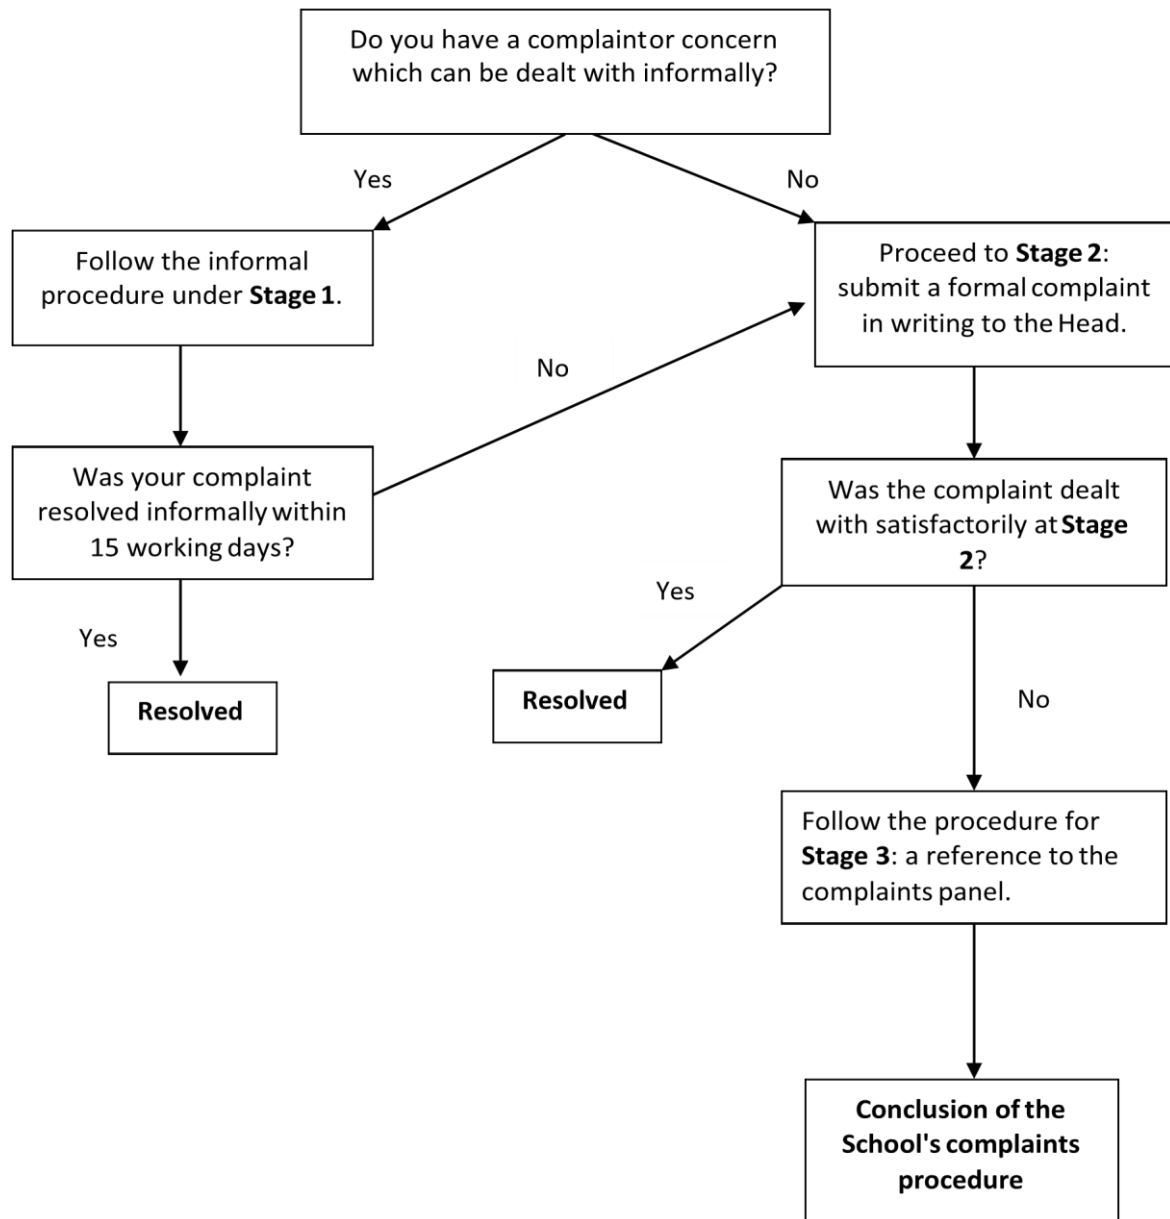 Do you have a complaintor concern
which can be dealt with informally?
Yes
No
Follow the informal
procedure under Stage 1.
Proceed to Stage 2:
submit a formal complaint
in writing to the Head.
No
Was your complaint
resolved informally within
15 working days?
Was the complaint dealt
with satisfactorily at Stage
2?
Yes
Yes
Resolved
Resolved
No
Follow the procedure for
Stage 3: a reference to the
complaints panel.
Conclusion of the
School's complaints
procedure